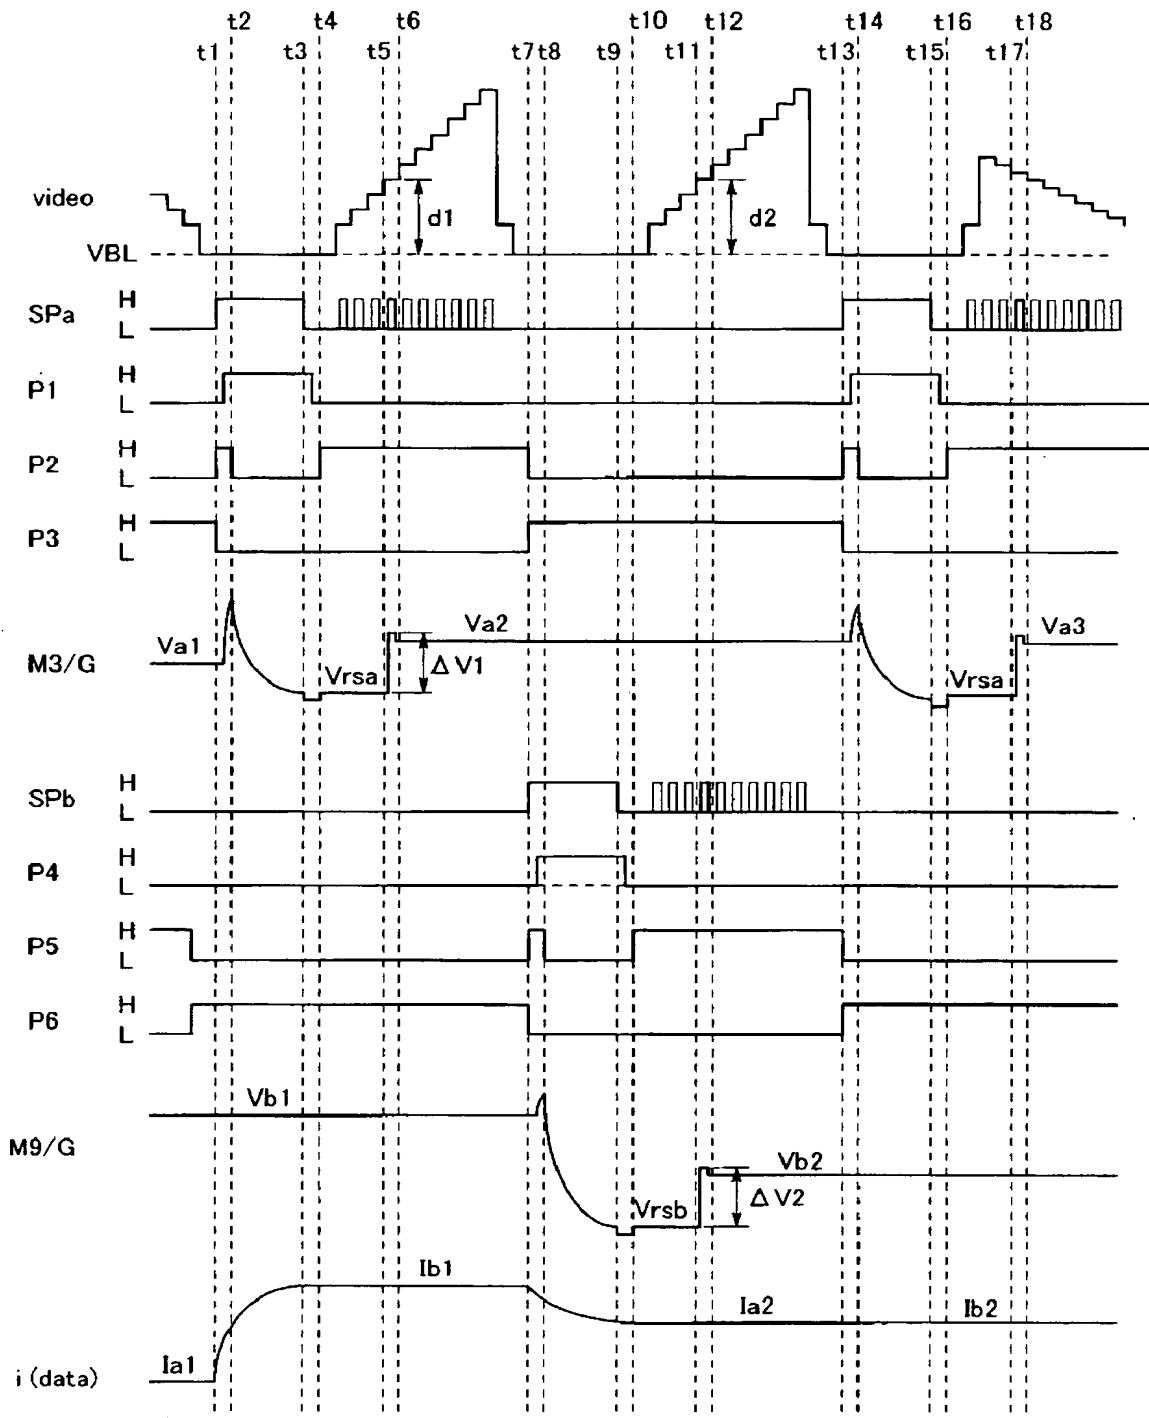 t2 t4 t6 t10 t12 t14 t16 t18
t1 t3 t5 t7 t8 t9 t11 t13 t15 t17
video
d1 d2
VBL
SPa H
L
P1 H
L
P2 H
L
P3 H
L
M3/G Va1 Vrsa ΔV1 Va2 Vrsa Va3
SPb H
L
P4 H
L
P5 H
L
P6 H
L
M9/G Vb1 Vrsb ΔV2 Vb2
i (data) Ia1 Ib1 Ia2 Ib2